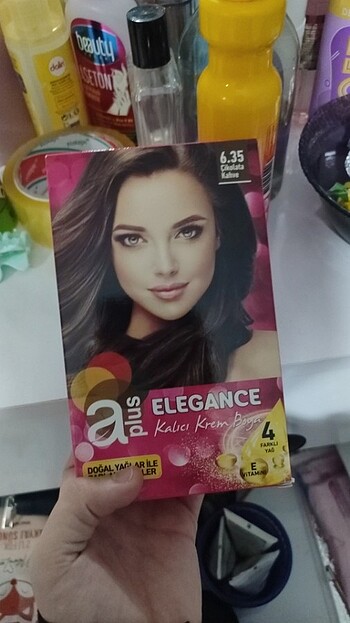 beauty
ASETON
6.35
Çikolata
Kahve
a plus
ELEGANCE
Kalıcı Krem Boya
4
FARKLI
YAĞ
E
VİTAMİNİ
DOĞAL YAĞLAR İLE